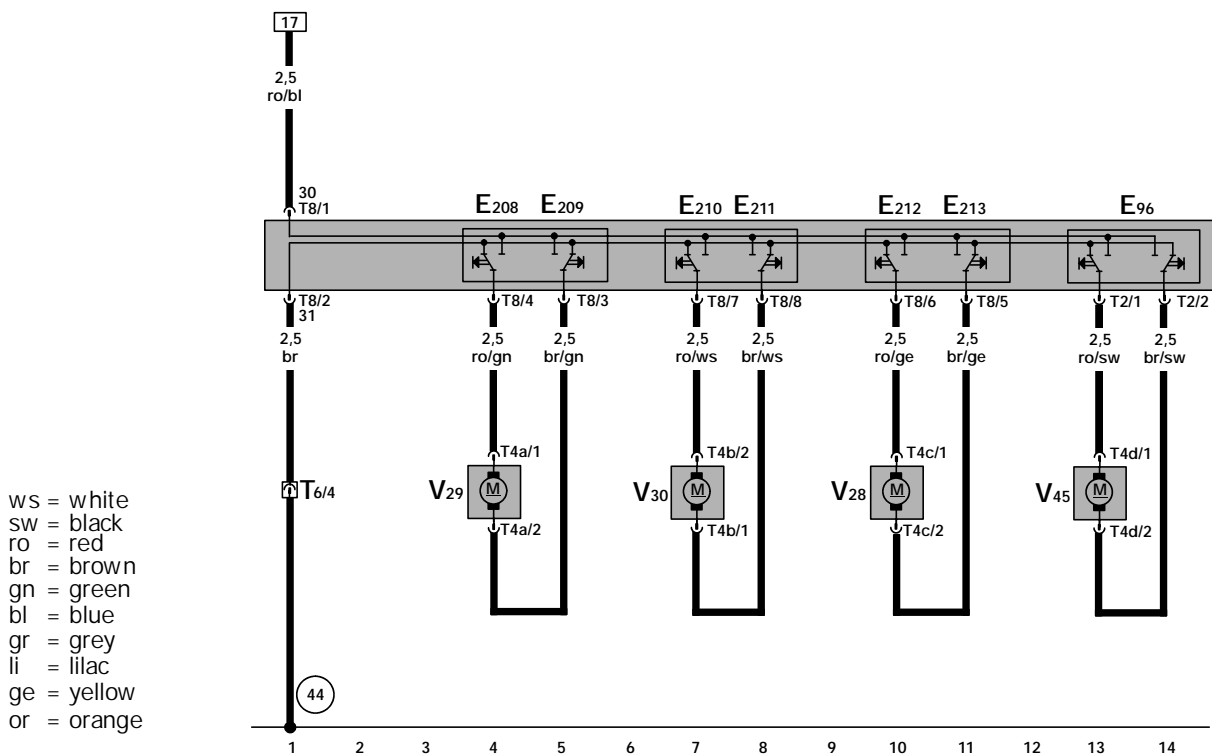 17
2,5
ro/bl
30
T8/1
E208 E209 E210 E211 E212 E213 E96
T8/2 T8/4 T8/3 T8/7 T8/8 T8/6 T8/5 T2/1 T2/2
31
2,5 2,5 2,5 2,5 2,5 2,5 2,5 2,5 2,5
br ro/gn br/gn ro/ws br/ws ro/ge br/ge ro/sw br/sw
T4a/1 T4b/2 T4c/1 T4d/1
T6/4 V29 M V30 M V28 M V45 M
T4a/2 T4b/1 T4c/2 T4d/2
ws = white
sw = black
ro = red
br = brown
gn = green
bl = blue
gr = grey
li = lilac
ge = yellow
or = orange
44
1 2 3 4 5 6 7 8 9 10 11 12 13 14